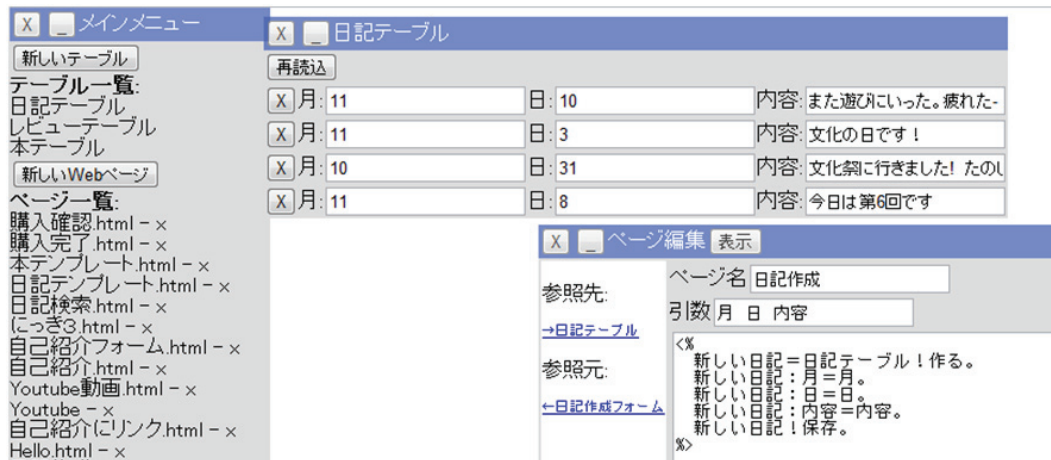 X _ メインメニュー
新しいテーブル
テーブル一覧:
日記テーブル
レビューテーブル
本テーブル
新しいWebページ
ページ一覧:
購入確認.html - ×
購入完了.html - ×
本テンプレート.html - ×
日記テンプレート.html - ×
日記検索.html - ×
にっき3.html - ×
自己紹介フォーム.html - ×
自己紹介.html - ×
Youtube動画.html - ×
Youtube - ×
自己紹介にリンク.html - ×
Hello.html - ×
X _ 日記テーブル
再読込
X 月: 11 日: 10 内容: また遊びにいった。疲れた-
X 月: 11 日: 3 内容: 文化の日です！
X 月: 10 日: 31 内容: 文化祭に行きました! たのし
X 月: 11 日: 8 内容: 今日は第6回です
X _ ページ編集 表示
参照先:
→日記テーブル
参照元:
←日記作成フォーム
ページ名 日記作成
引数 月 日 内容
<%
新しい日記＝日記テーブル！作る。
新しい日記：月＝月。
新しい日記：日＝日。
新しい日記：内容＝内容。
新しい日記！保存。
%>